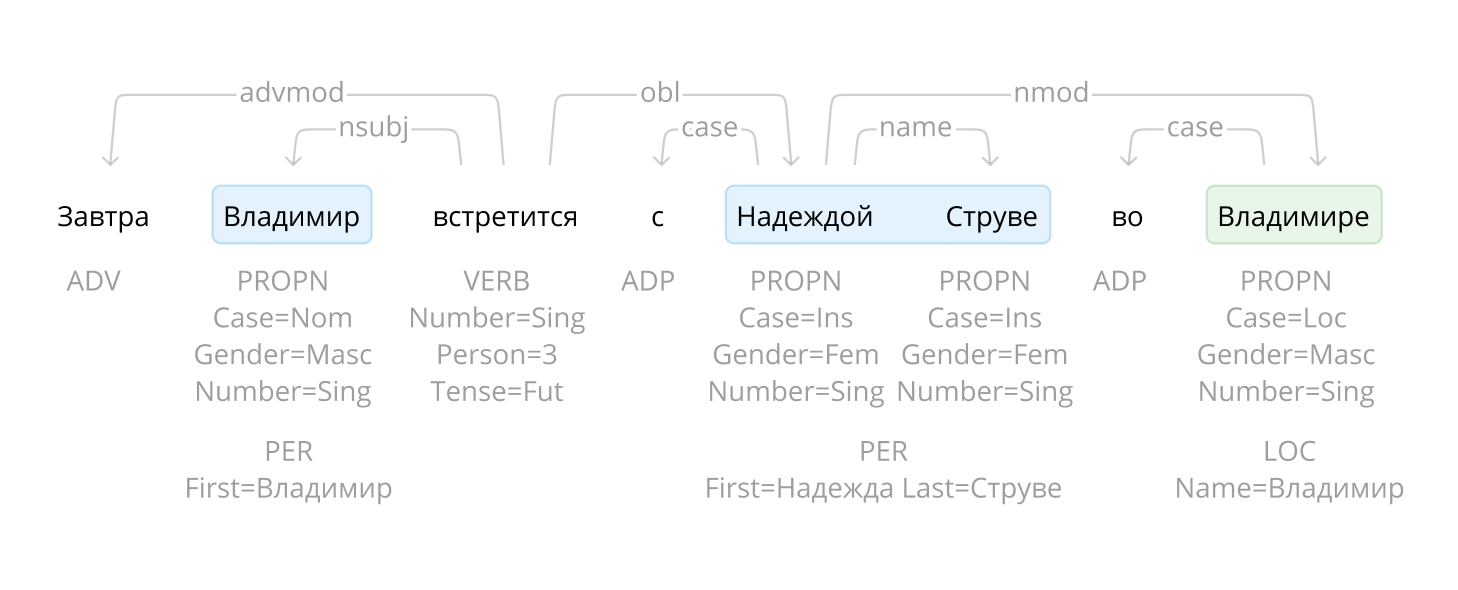 advmod obl nmod
nsubj case name case
Завтра Владимир встретится с Надеждой Струве во Владимире
ADV PROPN VERB ADP PROPN PROPN ADP PROPN
Case=Nom Number=Sing Case=Ins Case=Ins Case=Loc
Gender=Masc Person=3 Gender=Fem Gender=Fem Gender=Masc
Number=Sing Tense=Fut Number=Sing Number=Sing Number=Sing
PER PER LOC
First=Владимир First=Надежда Last=Струве Name=Владимир